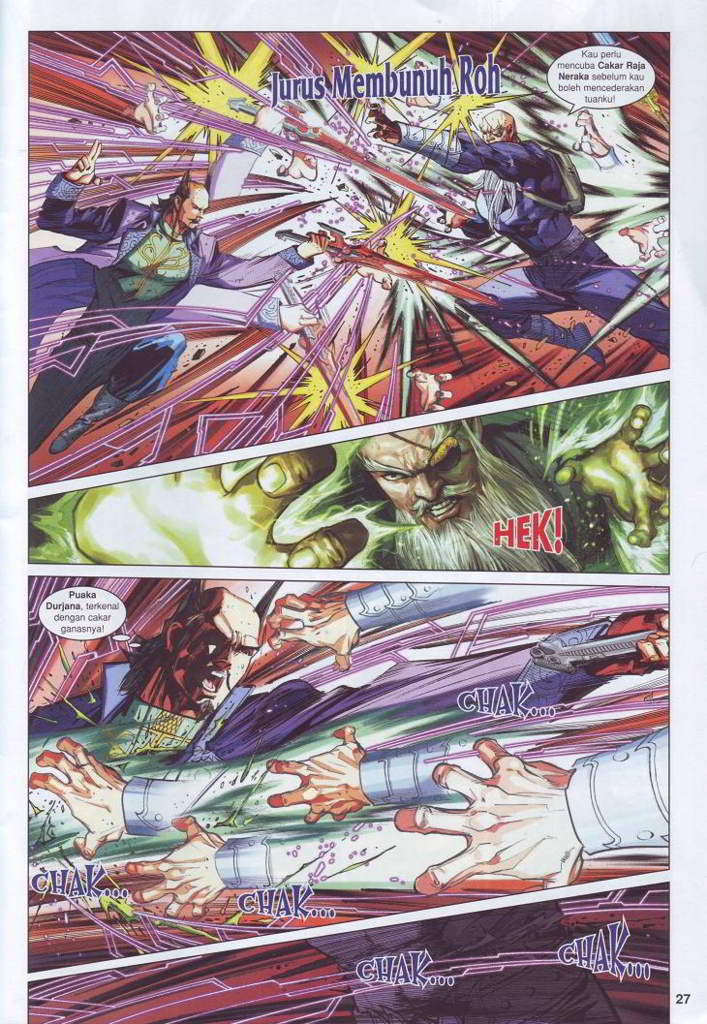 Jurus Membunuh Roh
Kau perlu
mencuba Cakar Raja
Neraka sebelum kau
boleh mencederakan
tuanku!
HEK!
Puaka
Durjana, terkenal
dengan cakar
ganasnya!
CHAK...
CHAK...
CHAK...
CHAK...
CHAK...
27